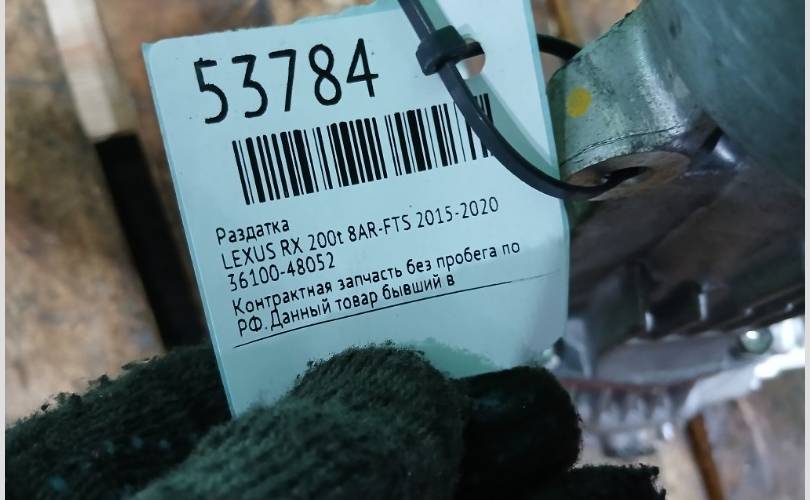 53784
Раздатка
LEXUS RX 200t 8AR-FTS 2015-2020
36100-48052
Контрактная запчасть без пробега по
РФ.Данный товар бывший в